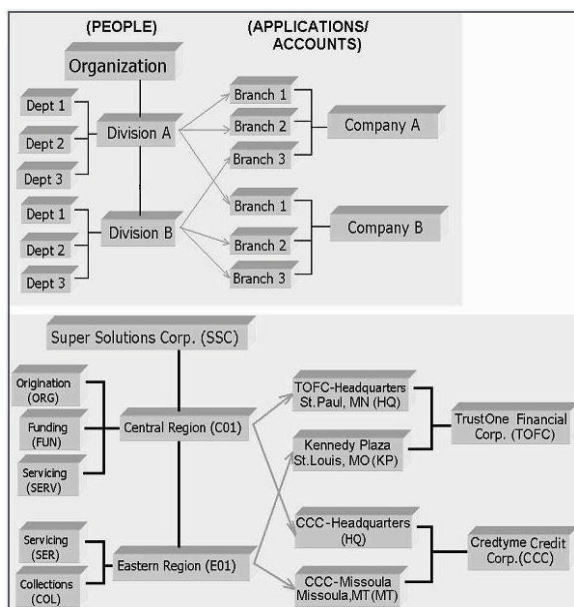 (PEOPLE)
(APPLICATIONS/
ACCOUNTS)
Organization
Dept 1
Dept 2
Dept 3
Division A
Branch 1
Branch 2
Branch 3
Company A
Dept 1
Dept 2
Dept 3
Division B
Branch 1
Branch 2
Branch 3
Company B
Super Solutions Corp. (SSC)
Origination
(ORG)
Funding
(FUN)
Servicing
(SERV)
Central Region (C01)
TOFC-Headquarters
St.Paul, MN (HQ)
Kennedy Plaza
St.Louis, MO(KP)
TrustOne Financial
Corp. (TOFC)
Servicing
(SER)
Collections
(COL)
Eastern Region (E01)
CCC-Headquarters
(HQ)
CCC-Missoula
Missoula,MT(MT)
Credtyme Credit
Corp.(CCC)